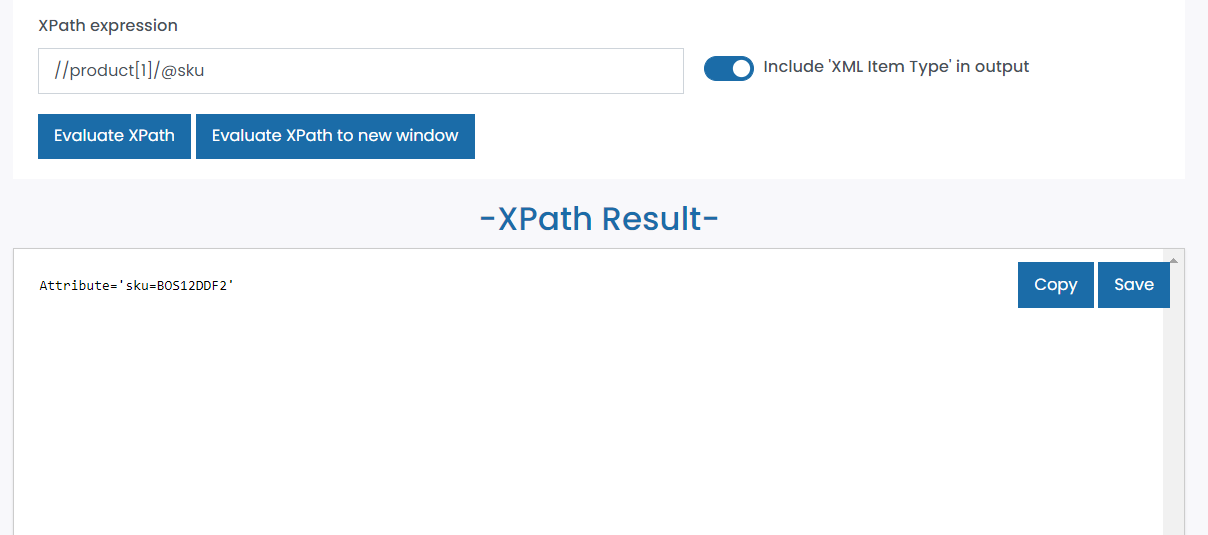 XPath expression
//product[1]/@sku
Include 'XML Item Type' in output
Evaluate XPath
Evaluate XPath to new window
-XPath Result-
Attribute='sku=BOS12DDF2'
Copy
Save